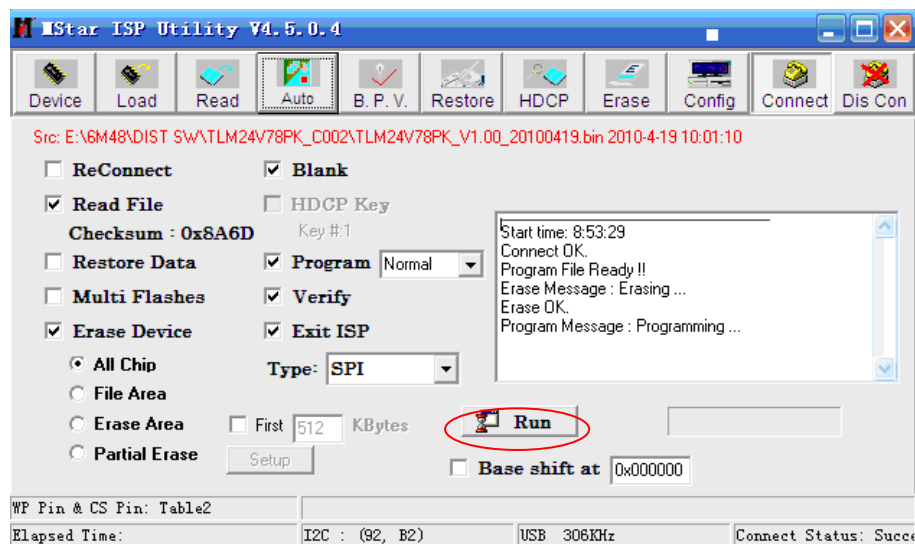 MStar ISP Utility V4.5.0.4
Device Load Read Auto B. P. V. Restore HDCP Erase Config Connect Dis Con
Src: E:\6M48\DIST SW\TLM24V78PK_C002\TLM24V78PK_V1.00_20100419.bin 2010-4-19 10:01:10
ReConnect
Blank
Read File
HDCP Key
Checksum : 0x8A6D
Key #:1
Restore Data
Program Normal
Multi Flashes
Verify
Erase Device
Exit ISP
All Chip
Type: SPI
File Area
Erase Area
First 512 KBytes
Partial Erase
Setup
Start time: 8:53:29
Connect OK.
Program File Ready !!
Erase Message : Erasing ...
Erase OK.
Program Message : Programming ...
Run
Base shift at 0x000000
WP Pin & CS Pin: Table2
Elapsed Time: I2C : (92, B2) USB 306KHz Connect Status: Succe